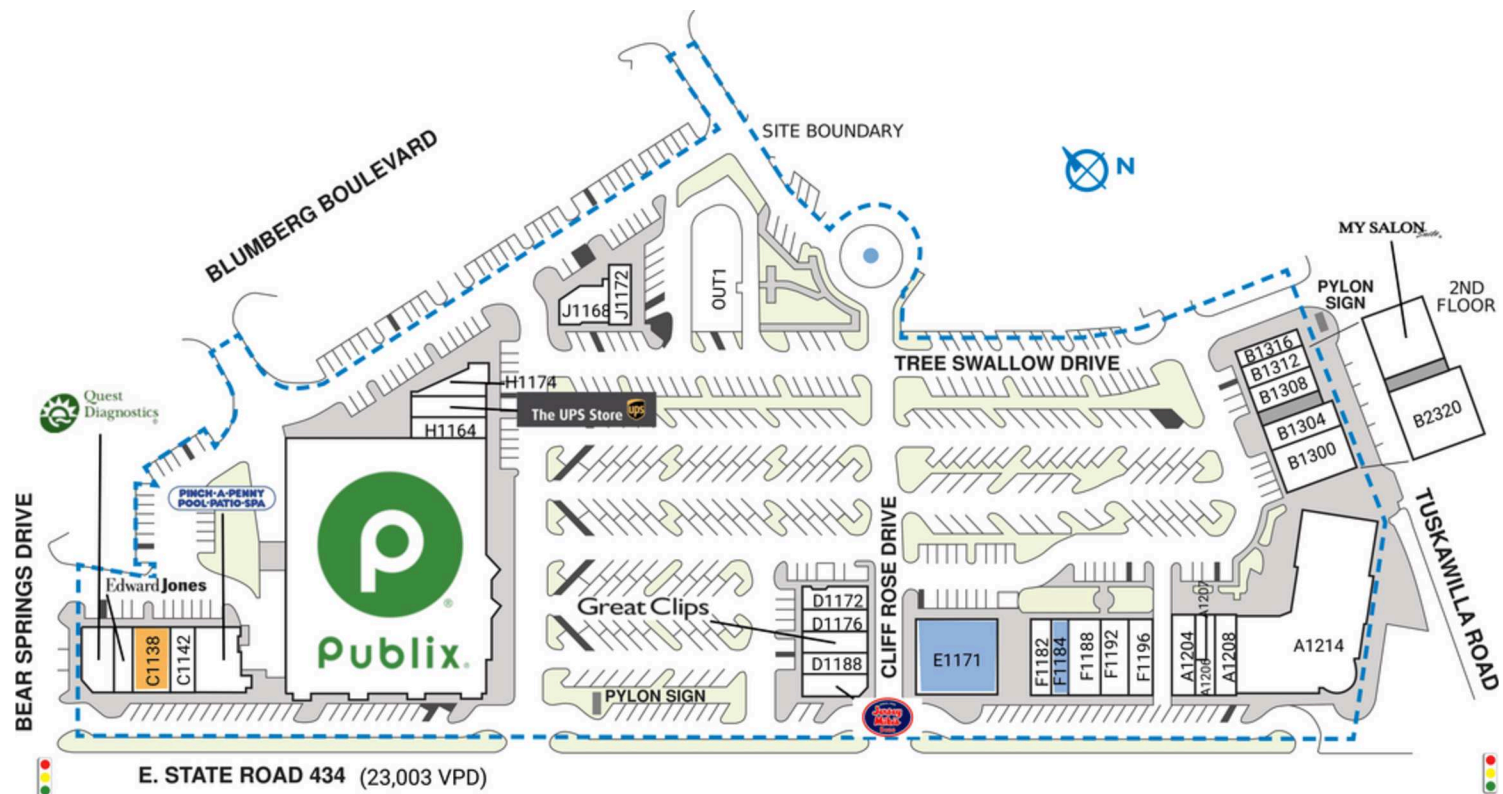 SITE BOUNDARY
BLUMBERG BOULEVARD
N
MY SALON
Suite
PYLON
SIGN
2ND
FLOOR
OUT1
J1168
J1172
TREE SWALLOW DRIVE
B1316
B1312
B1308
B1304
B1300
B2320
H1174
The UPS Store
ups
H1164
Quest
Diagnostics
PINCH-A-PENNY
POOL·PATIO·SPA
BEAR SPRINGS DRIVE
Edward Jones
C1138
C1142
P
Publix
Great Clips
D1172
D1176
D1188
CLIFF ROSE DRIVE
E1171
F1182
F1184
F1188
F1192
F1196
A1204
A1206
A1207
A1208
A1214
TUSKAWILLA ROAD
PYLON SIGN
Jersey
Mike's
SUBS
E. STATE ROAD 434 (23,003 VPD)